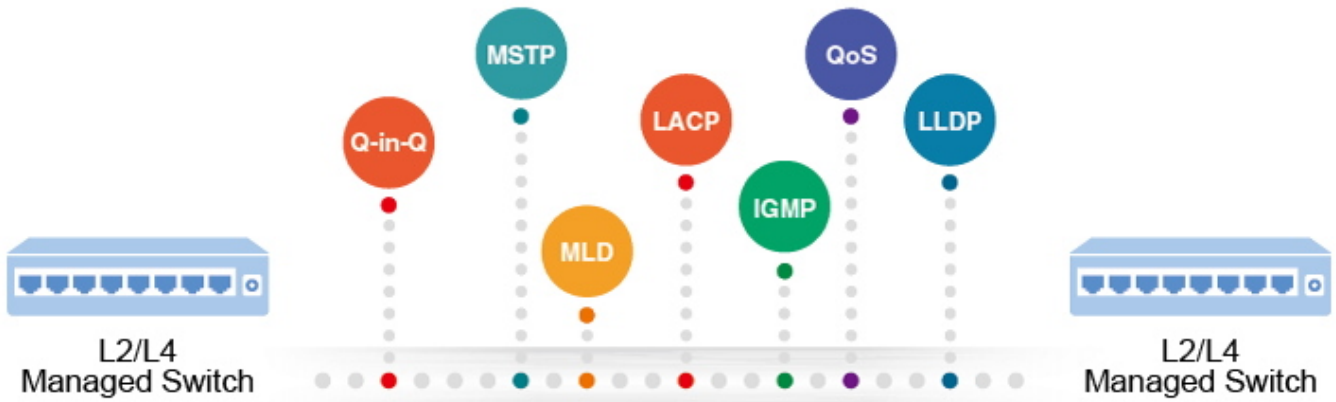 MSTP
QoS
Q-in-Q
LACP
LLDP
IGMP
MLD
L2/L4
Managed Switch
L2/L4
Managed Switch